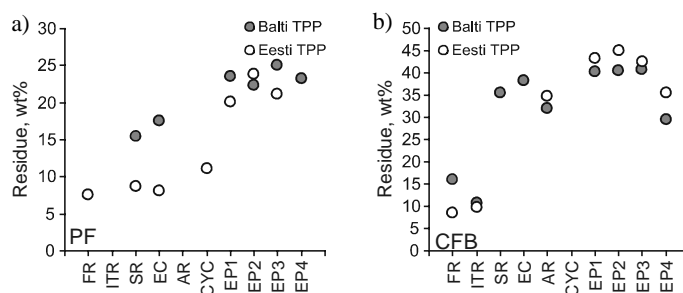 a)
Balti TPP
Eesti TPP
Residue, wt%
30
25
20
15
10
5
0
PF
FR
ITR
SR
EC
AR
CYC
EP1
EP2
EP3
EP4
b)
Balti TPP
Eesti TPP
Residue, wt%
50
45
40
35
30
25
20
15
10
5
0
CFB
FR
ITR
SR
EC
AR
CYC
EP1
EP2
EP3
EP4